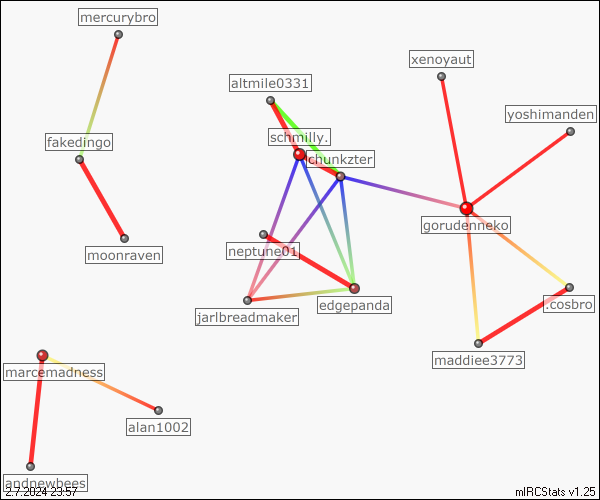 mercurybro
xenoyaut
altmile0331
yoshimanden
schmilly.
fakedingo
chunkzter
gorudenneko
moonraven
neptune01
.cosbro
edgepanda
jarlbreadmaker
maddiee3773
marcemadness
alan1002
andnewbees
2.7.2024 23:57
mIRCStats v1.25